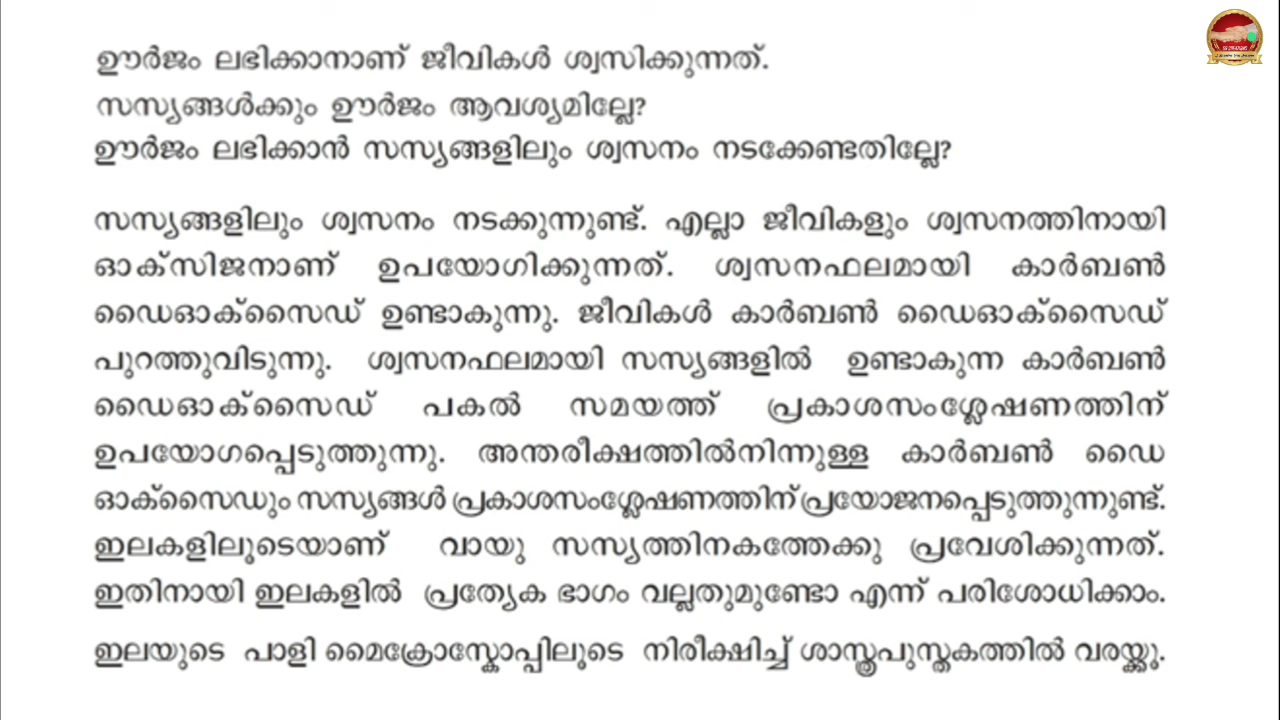 ഊർജം ലഭിക്കാനാണ് ജീവികൾ ശ്വസിക്കുന്നത്.
സസ്യങ്ങൾക്കും ഊർജം ആവശ്യമില്ലേ?
ഊർജം ലഭിക്കാൻ സസ്യങ്ങളിലും ശ്വസനം നടക്കേണ്ടതില്ലേ?
സസ്യങ്ങളിലും ശ്വസനം നടക്കുന്നുണ്ട്. എല്ലാ ജീവികളും ശ്വസനത്തിനായി
ഓക്സിജനാണ് ഉപയോഗിക്കുന്നത്. ശ്വസനഫലമായി കാർബൺ
ഡൈഓക്സൈഡ് ഉണ്ടാകുന്നു. ജീവികൾ കാർബൺ ഡൈഓക്സൈഡ്
പുറത്തുവിടുന്നു. ശ്വസനഫലമായി സസ്യങ്ങളിൽ ഉണ്ടാകുന്ന കാർബൺ
ഡൈഓക്സൈഡ് പകൽ സമയത്ത് പ്രകാശസംശ്ലേഷണത്തിന്
ഉപയോഗപ്പെടുത്തുന്നു. അന്തരീക്ഷത്തിൽനിന്നുള്ള കാർബൺ ഡൈ
ഓക്സൈഡും സസ്യങ്ങൾ പ്രകാശസംശ്ലേഷണത്തിന് പ്രയോജനപ്പെടുത്തുന്നുണ്ട്.
ഇലകളിലൂടെയാണ് വായു സസ്യത്തിനകത്തേക്കു പ്രവേശിക്കുന്നത്.
ഇതിനായി ഇലകളിൽ പ്രത്യേക ഭാഗം വല്ലതുമുണ്ടോ എന്ന് പരിശോധിക്കാം.
ഇലയുടെ പാളി മൈക്രോസ്കോപ്പിലൂടെ നിരീക്ഷിച്ച് ശാസ്ത്രപുസ്തകത്തിൽ വരയ്ക്കൂ.